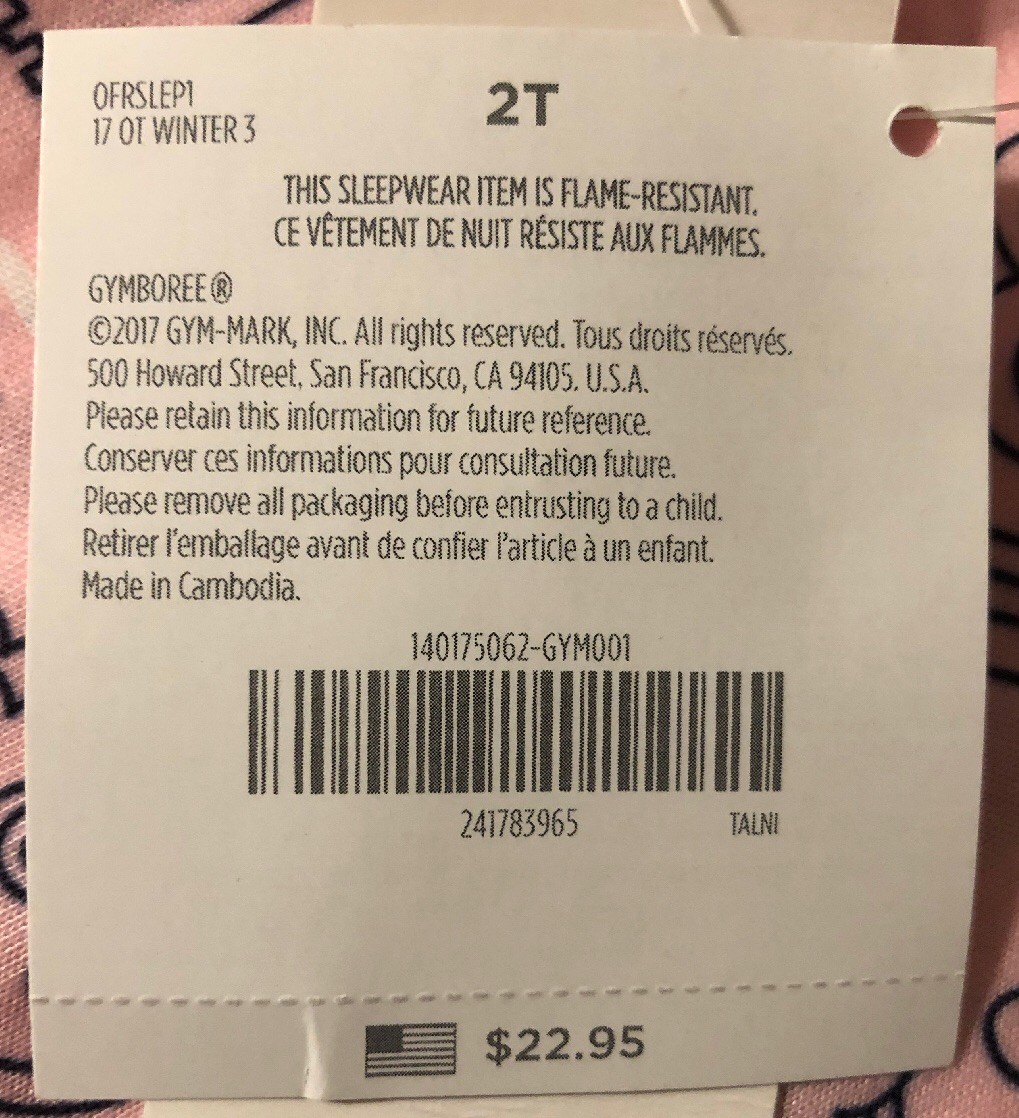 OFRSLEP1
17 OT WINTER 3
2T
THIS SLEEPWEAR ITEM IS FLAME-RESISTANT.
CE VÊTEMENT DE NUIT RÉSISTE AUX FLAMMES.
GYMBOREE®
©2017 GYM-MARK, INC. All rights reserved. Tous droits réservés.
500 Howard Street, San Francisco, CA 94105. U.S.A.
Please retain this information for future reference.
Conserver ces informations pour consultation future.
Please remove all packaging before entrusting to a child.
Retirer l'emballage avant de confier l'article à un enfant.
Made in Cambodia.
140175062-GYM001
241783965 TALNI
$22.95